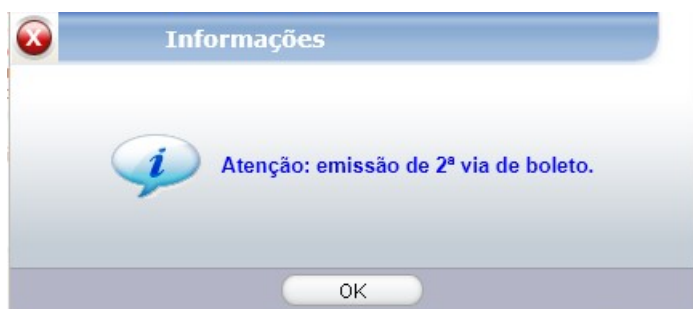 Informações
Atenção: emissão de 2ª via de boleto.
OK